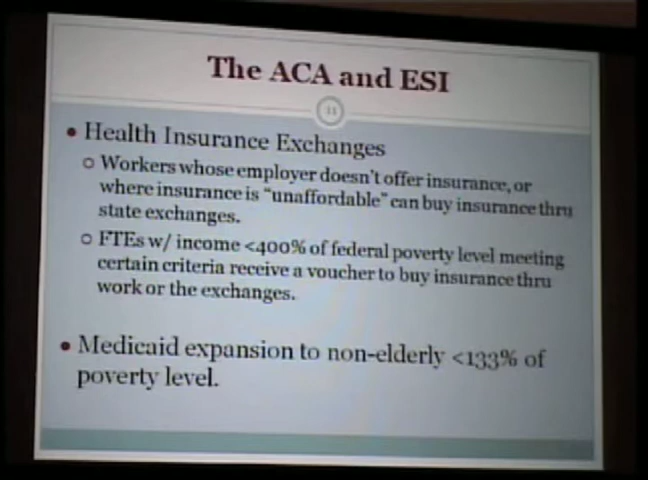 The ACA and ESI
11
• Health Insurance Exchanges
o Workers whose employer doesn't offer insurance, or
where insurance is "unaffordable" can buy insurance thru
state exchanges.
o FTEs w/ income <400% of federal poverty level meeting
certain criteria receive a voucher to buy insurance thru
work or the exchanges.
• Medicaid expansion to non-elderly <133% of
poverty level.